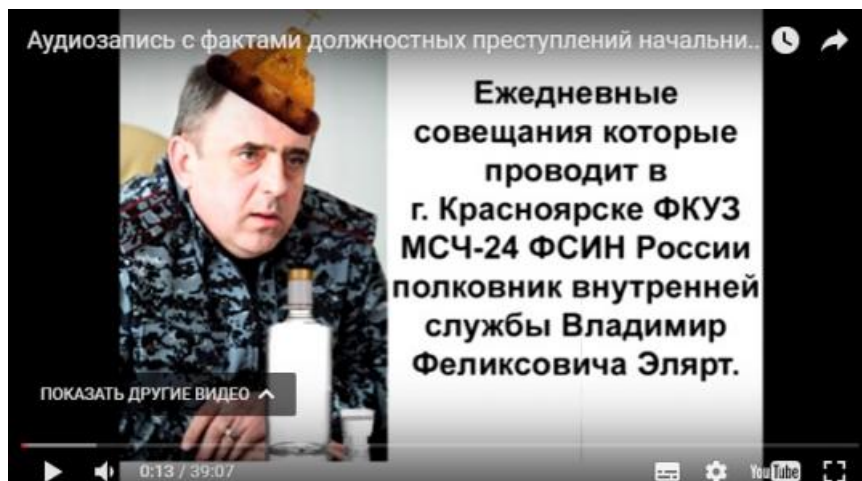 Аудиозапись с фактами должностных преступлений начальни..
Ежедневные
совещания которые
проводит в
г. Красноярске ФКУЗ
МСЧ-24 ФСИН России
полковник внутренней
службы Владимир
Феликсовича Элярт.
ПОКАЗАТЬ ДРУГИЕ ВИДЕО
0:13 / 39:07
YouTube